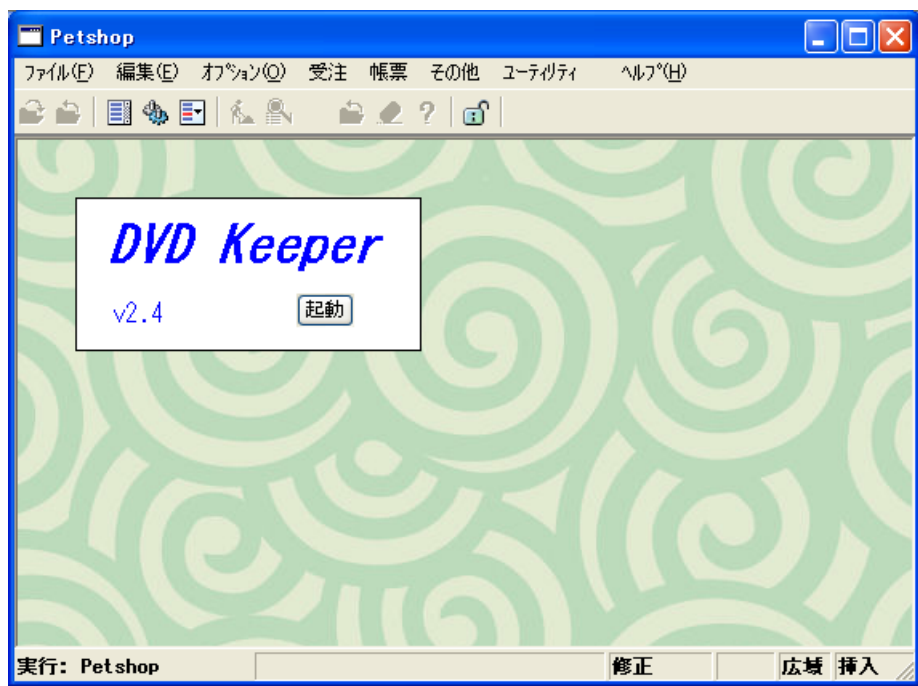 Petshop
ファイル(F) 編集(E) オプション(O) 受注 帳票 その他 ユーティリティ ヘルプ(H)
DVD Keeper
v2.4 起動
実行: Petshop 修正 広域 挿入